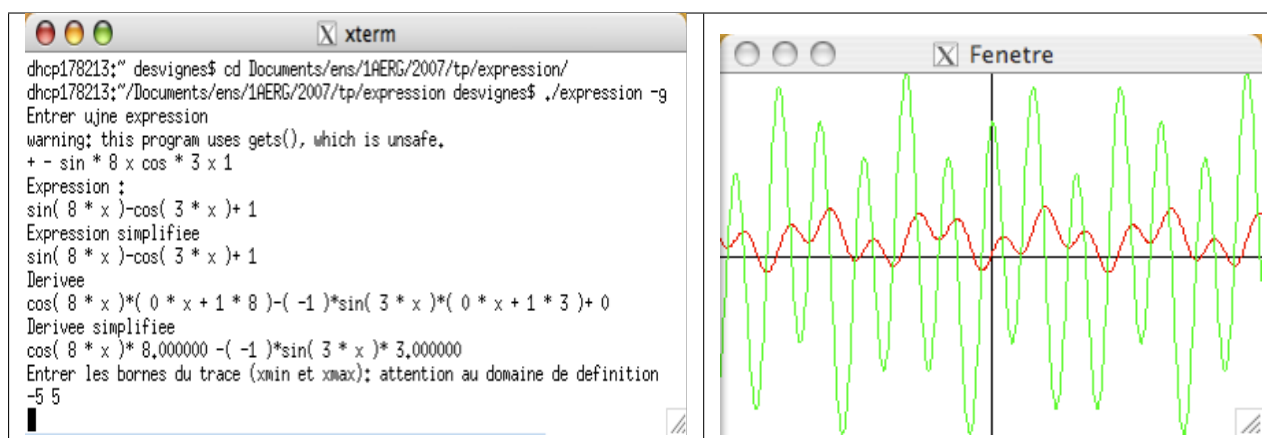 X xterm
dhcp178213:~ desvignes$ cd Documents/ens/1AERG/2007/tp/expression/
dhcp178213:~/Documents/ens/1AERG/2007/tp/expression desvignes$ ./expression -g
Entrer ujne expression
warning: this program uses gets(), which is unsafe.
+ - sin * 8 x cos * 3 x 1
Expression :
sin( 8 * x )-cos( 3 * x )+ 1
Expression simplifiee
sin( 8 * x )-cos( 3 * x )+ 1
Derivee
cos( 8 * x )*( 0 * x + 1 * 8 )-( -1 )*sin( 3 * x )*( 0 * x + 1 * 3 )+ 0
Derivee simplifiee
cos( 8 * x )* 8.000000 -( -1 )*sin( 3 * x )* 3.000000
Entrer les bornes du trace (xmin et xmax): attention au domaine de definition
-5 5
X Fenetre